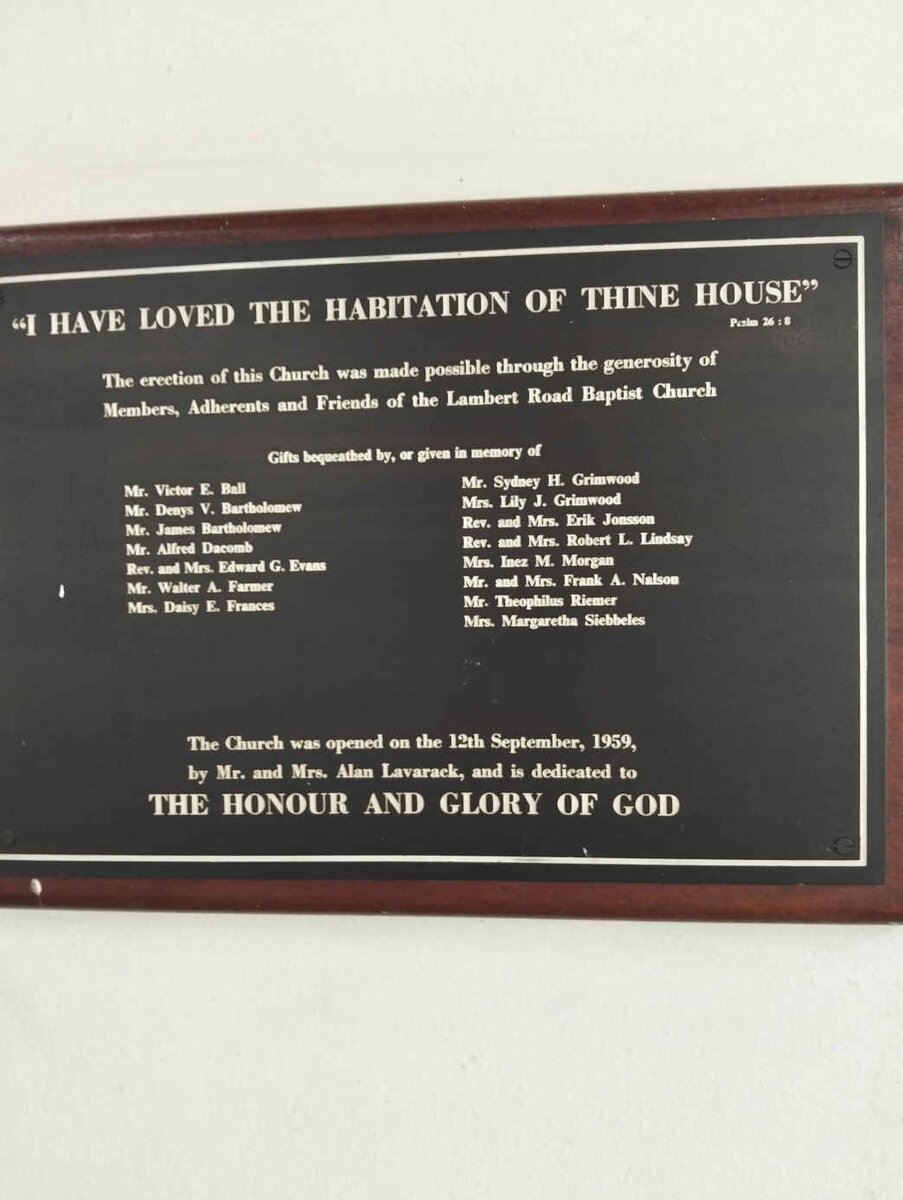 “I HAVE LOVED THE HABITATION OF THINE HOUSE”
Psalm 26 : 8
The erection of this Church was made possible through the generosity of
Members, Adherents and Friends of the Lambert Road Baptist Church
Gifts bequeathed by, or given in memory of
Mr. Victor E. Ball
Mr. Denys V. Bartholomew
Mr. James Bartholomew
Mr. Alfred Dacomb
Rev. and Mrs. Edward G. Evans
Mr. Walter A. Farmer
Mrs. Daisy E. Frances
Mr. Sydney H. Grimwood
Mrs. Lily J. Grimwood
Rev. and Mrs. Erik Jonsson
Rev. and Mrs. Robert L. Lindsay
Mrs. Inez M. Morgan
Mr. and Mrs. Frank A. Nalson
Mr. Theophilus Riemer
Mrs. Margaretha Siebbeles
The Church was opened on the 12th September, 1959,
by Mr. and Mrs. Alan Lavarack, and is dedicated to
THE HONOUR AND GLORY OF GOD